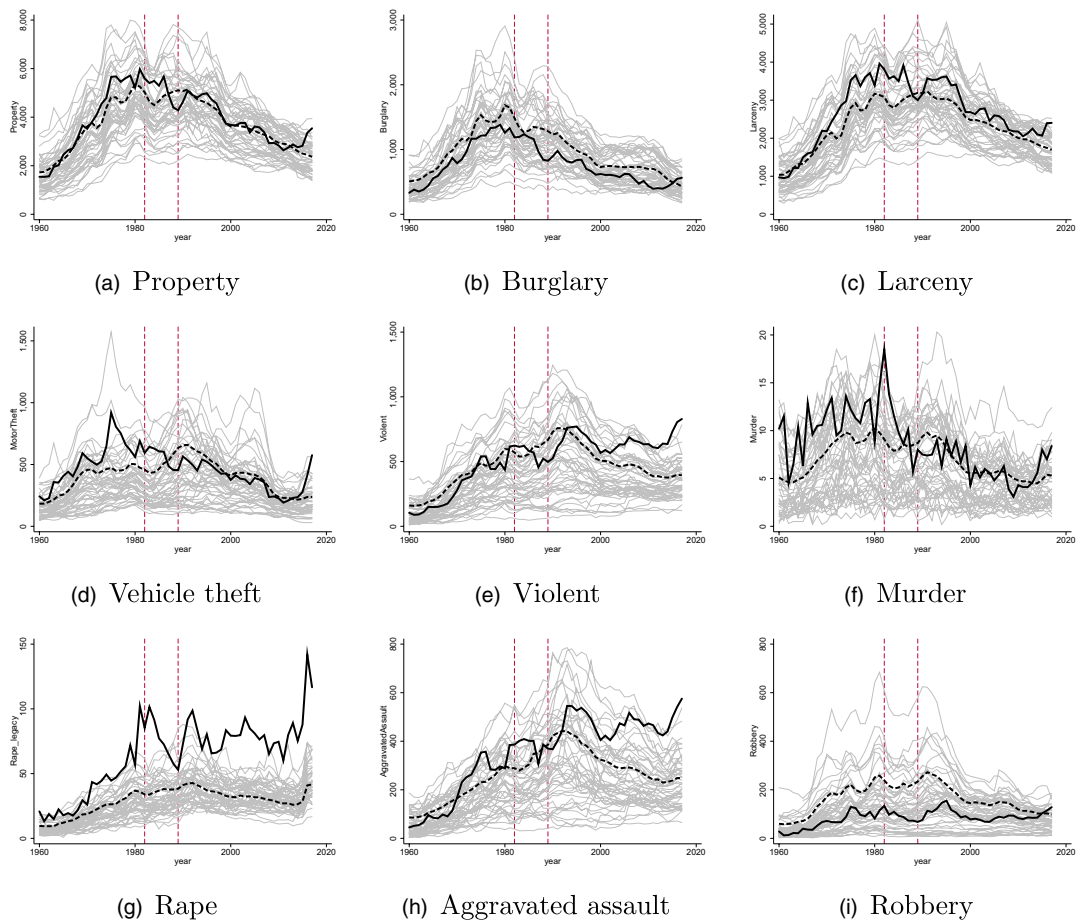 Property
8,000
6,000
4,000
2,000
0
1960
1980
2000
2020
year
(a) Property
Burglary
3,000
2,000
1,000
0
1960
1980
2000
2020
year
(b) Burglary
Larceny
5,000
4,000
3,000
2,000
1,000
0
1960
1980
2000
2020
year
(c) Larceny
MotorTheft
1,500
1,000
500
0
1960
1980
2000
2020
year
(d) Vehicle theft
Violent
1,500
1,000
500
0
1960
1980
2000
2020
year
(e) Violent
Murder
20
15
10
5
0
1960
1980
2000
2020
year
(f) Murder
Rape_legacy
150
100
50
0
1960
1980
2000
2020
year
(g) Rape
AggravatedAssault
800
600
400
200
0
1960
1980
2000
2020
year
(h) Aggravated assault
Robbery
800
600
400
200
0
1960
1980
2000
2020
year
(i) Robbery